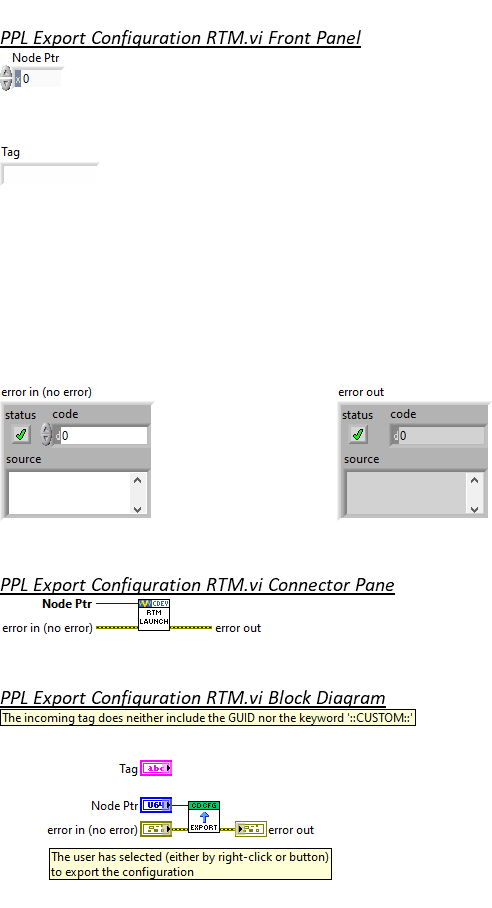 PPL Export Configuration RTM.vi Front Panel
Node Ptr
x 0
Tag
error in (no error)
error out
status code
d 0
source
status code
d 0
source
PPL Export Configuration RTM.vi Connector Pane
Node Ptr
CDEV
RTM
LAUNCH
error in (no error)
error out
PPL Export Configuration RTM.vi Block Diagram
The incoming tag does neither include the GUID nor the keyword '::CUSTOM::'
Tag
abc
Node Ptr
U64
CD CFG
EXPORT
error in (no error)
error out
The user has selected (either by right-click or button)
to export the configuration